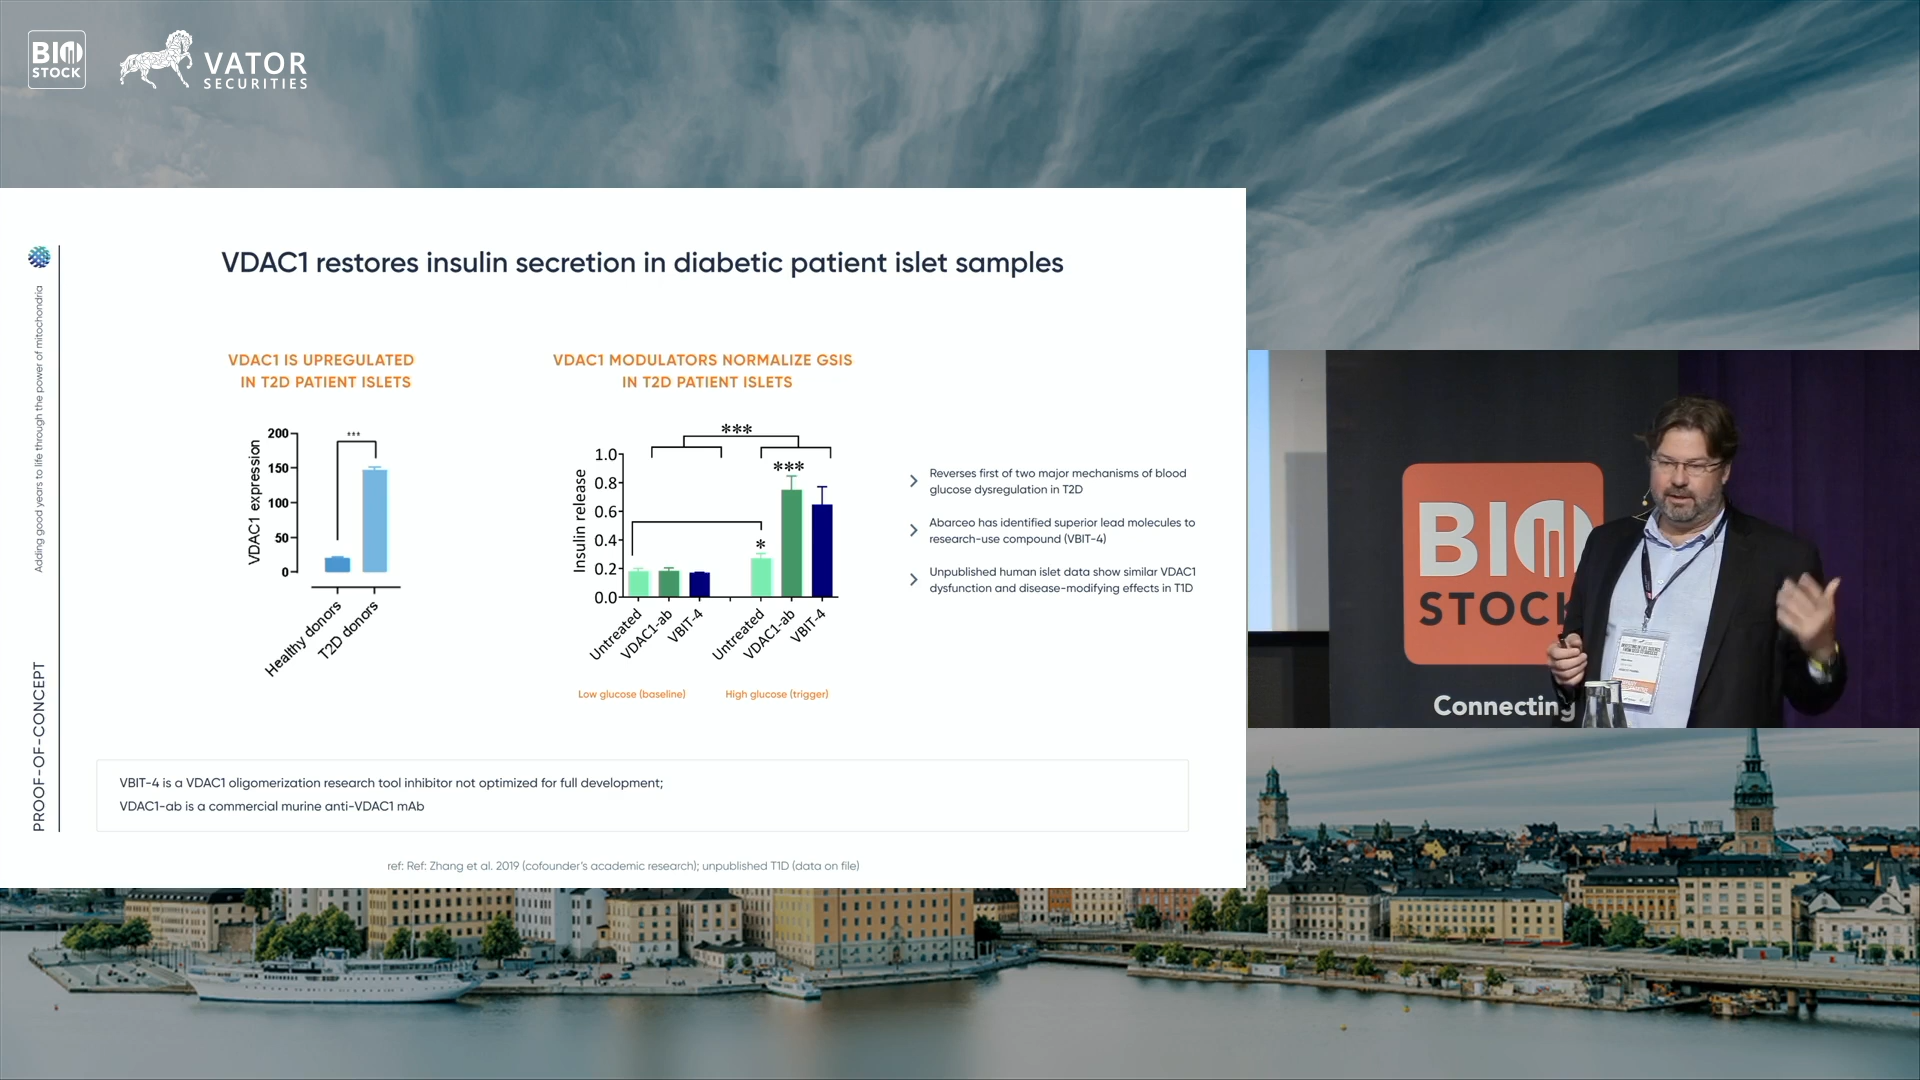 BIO
STOCK
VATOR
SECURITIES
VDAC1 restores insulin secretion in diabetic patient islet samples
Adding good years to life through the power of mitochondria
PROOF-OF-CONCEPT
VDAC1 IS UPREGULATED
IN T2D PATIENT ISLETS
VDAC1 expression
200
150
100
50
0
***
Healthy donors
T2D donors
VDAC1 MODULATORS NORMALIZE GSIS
IN T2D PATIENT ISLETS
Insulin release
1.0
0.8
0.6
0.4
0.2
0.0
***
***
*
Untreated
VDAC1-ab
VBIT-4
Untreated
VDAC1-ab
VBIT-4
Low glucose (baseline)
High glucose (trigger)
Reverses first of two major mechanisms of blood
glucose dysregulation in T2D
Abarceo has identified superior lead molecules to
research-use compound (VBIT-4)
Unpublished human islet data show similar VDAC1
dysfunction and disease-modifying effects in T1D
VBIT-4 is a VDAC1 oligomerization research tool inhibitor not optimized for full development;
VDAC1-ab is a commercial murine anti-VDAC1 mAb
ref: Ref: Zhang et al. 2019 (cofounder's academic research); unpublished T1D (data on file)
BIO
STOCK
Connecting